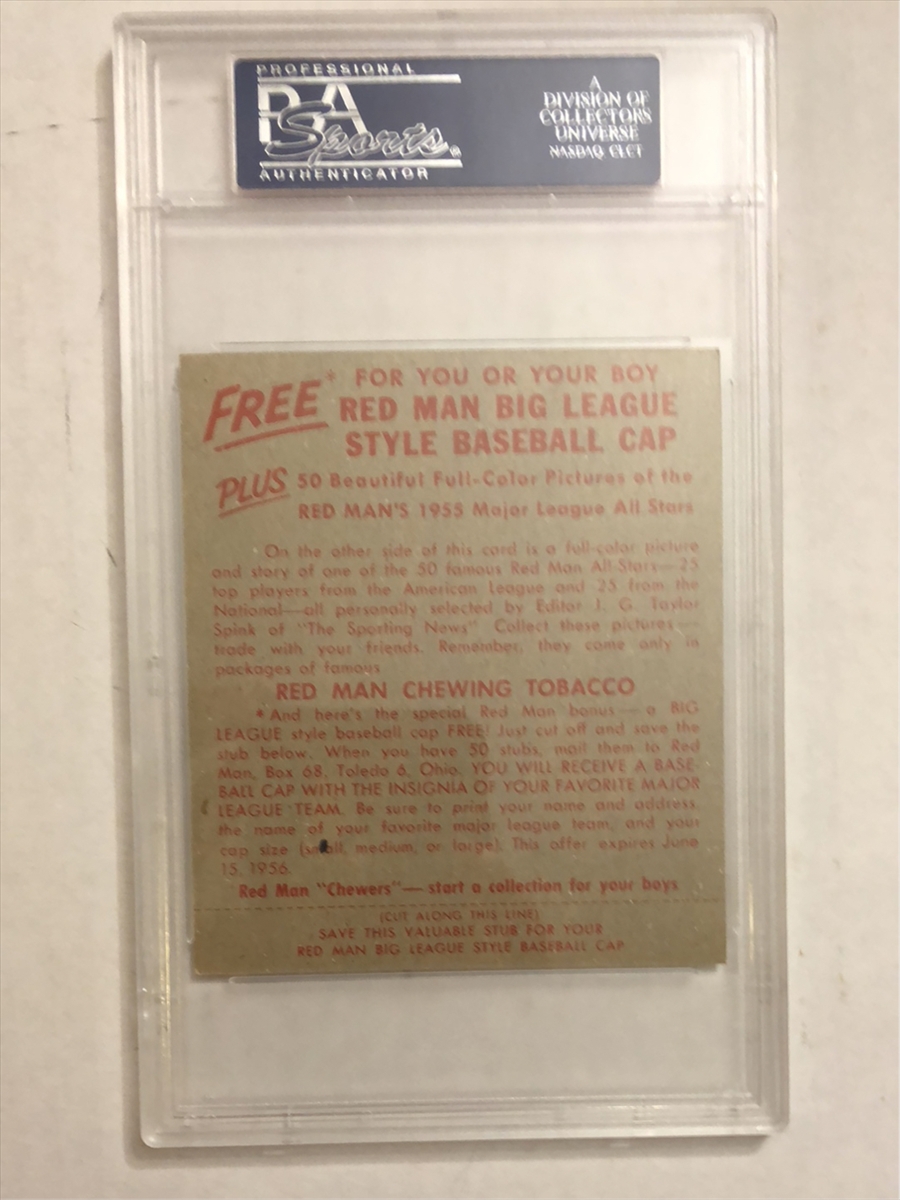 PROFESSIONAL
PSA
Sports
AUTHENTICATOR
A
DIVISION OF
COLLECTORS
UNIVERSE
NASDAQ CLCT
FREE* FOR YOU OR YOUR BOY
RED MAN BIG LEAGUE
STYLE BASEBALL CAP
PLUS 50 Beautiful Full-Color Pictures of the
RED MAN'S 1955 Major League All Stars
On the other side of this card is a full-color picture
and story of one of the 50 famous Red Man All-Stars—25
top players from the American League and 25 from the
National—all personally selected by Editor J. G. Taylor
Spink of "The Sporting News" Collect these pictures—
trade with your friends. Remember, they come only in
packages of famous
RED MAN CHEWING TOBACCO
*And here's the special Red Man bonus—a BIG
LEAGUE style baseball cap FREE! Just cut off and save the
stub below. When you have 50 stubs, mail them to Red
Man, Box 68, Toledo 6, Ohio. YOU WILL RECEIVE A BASE-
BALL CAP WITH THE INSIGNIA OF YOUR FAVORITE MAJOR
LEAGUE TEAM. Be sure to print your name and address,
the name of your favorite major league team, and your
cap size (small, medium, or large). This offer expires June
15, 1956.
Red Man "Chewers"—start a collection for your boys
(CUT ALONG THIS LINE)
SAVE THIS VALUABLE STUB FOR YOUR
RED MAN BIG LEAGUE STYLE BASEBALL CAP